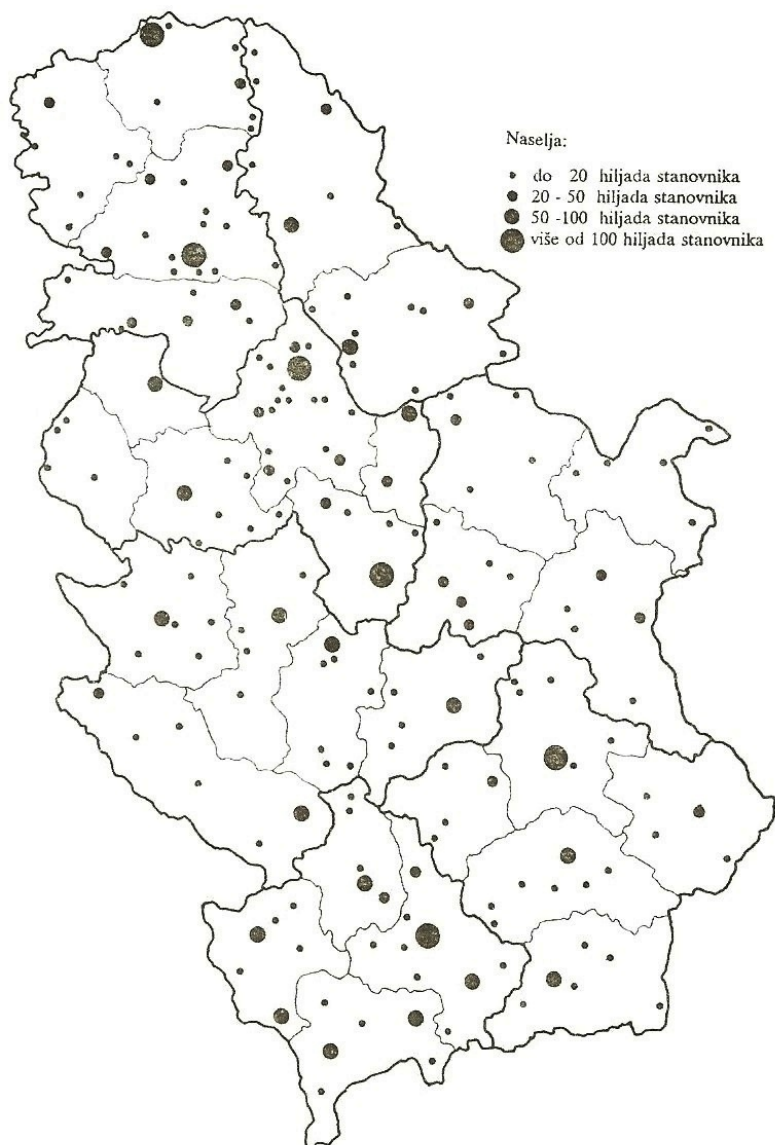 Naselja:
do 20 hiljada stanovnika
20 - 50 hiljada stanovnika
50 -100 hiljada stanovnika
više od 100 hiljada stanovnika